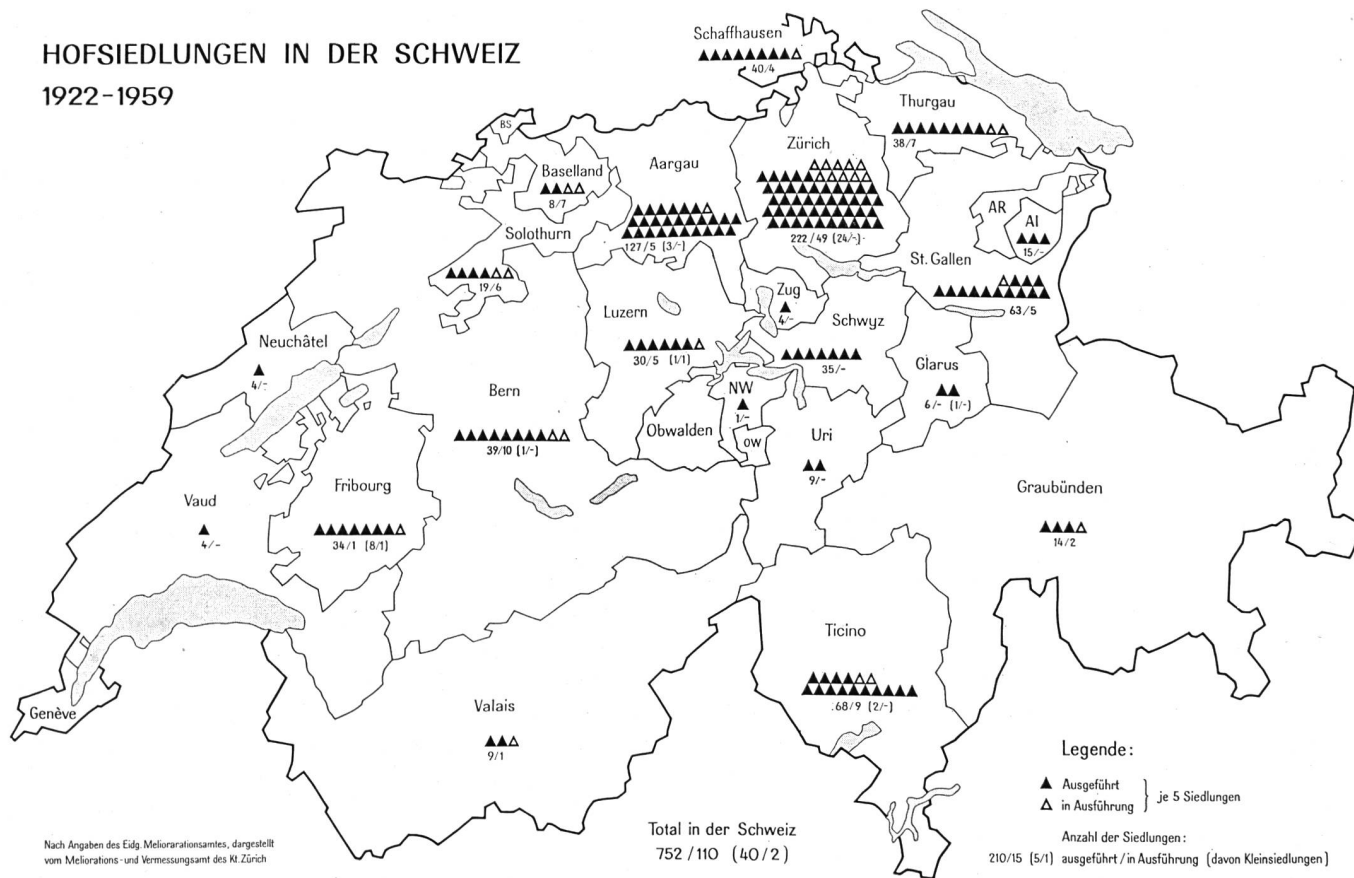 HOFSIEDLUNGEN IN DER SCHWEIZ
1922-1959
Schaffhausen
40/4
Thurgau
38/7
BS
Baselland
8/7
Aargau
127/5 (3/-)
Zürich
222/49 (24/-)
AR
AI
15/-
St. Gallen
63/5
Solothurn
19/6
Luzern
30/5 (1/1)
Zug
4/-
Schwyz
35/-
Glarus
6/- (1/-)
Neuchâtel
4/-
Bern
39/10 (1/-)
Obwalden
NW
1/-
OW
Uri
9/-
Graubünden
14/2
Vaud
4/-
Fribourg
34/1 (8/1)
Genève
Valais
9/1
Ticino
68/9 (2/-)
Legende:
Ausgeführt
in Ausführung
je 5 Siedlungen
Anzahl der Siedlungen:
210/15 (5/1) ausgeführt / in Ausführung (davon Kleinsiedlungen)
Total in der Schweiz
752/110 (40/2)
Nach Angaben des Eidg. Meliorarationsamtes, dargestellt
vom Meliorations- und Vermessungsamt des Kt. Zürich